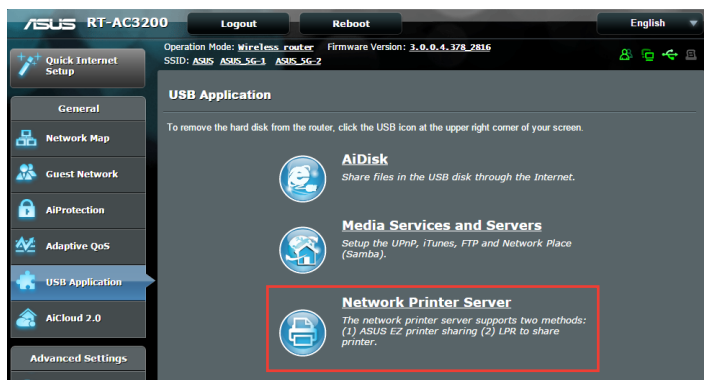 ASUS RT-AC3200 Logout Reboot English
Operation Mode: Wireless router Firmware Version: 3.0.0.4.378_2816
SSID: ASUS ASUS_5G-1 ASUS_5G-2
Quick Internet
Setup
General
Network Map
Guest Network
AiProtection
Adaptive QoS
USB Application
AiCloud 2.0
Advanced Settings
USB Application
To remove the hard disk from the router, click the USB icon at the upper right corner of your screen.
AiDisk
Share files in the USB disk through the Internet.
Media Services and Servers
Setup the UPnP, iTunes, FTP and Network Place
(Samba).
Network Printer Server
The network printer server supports two methods:
(1) ASUS EZ printer sharing (2) LPR to share
printer.